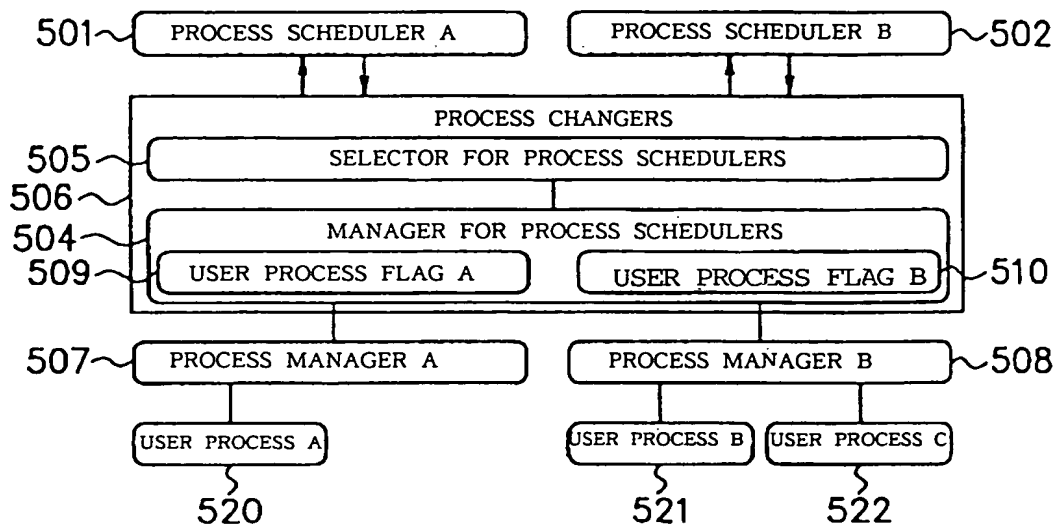 501 PROCESS SCHEDULER A PROCESS SCHEDULER B 502
PROCESS CHANGERS
505 SELECTOR FOR PROCESS SCHEDULERS
506
504 MANAGER FOR PROCESS SCHEDULERS
509 USER PROCESS FLAG A USER PROCESS FLAG B 510
507 PROCESS MANAGER A PROCESS MANAGER B 508
USER PROCESS A USER PROCESS B USER PROCESS C
520 521 522